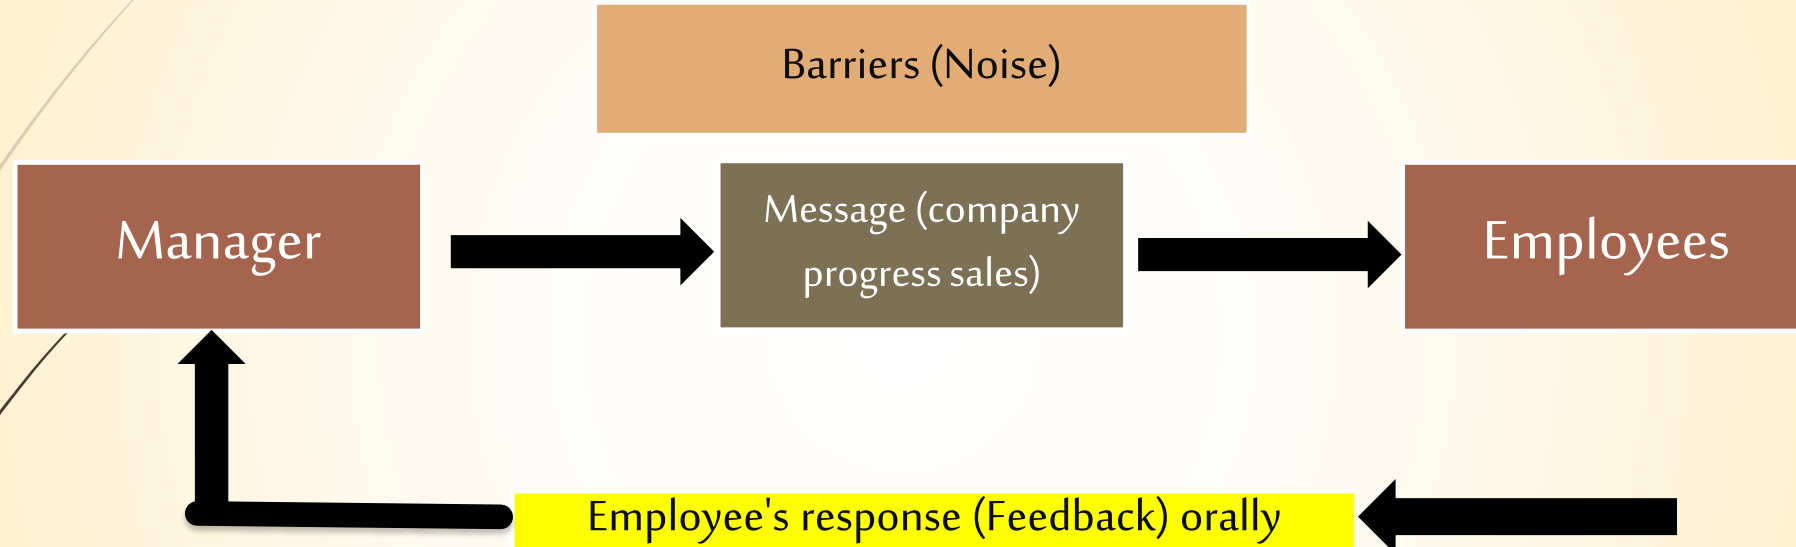 Barriers (Noise)
Manager
Message (company
progress sales)
Employees
Employee's response (Feedback) orally